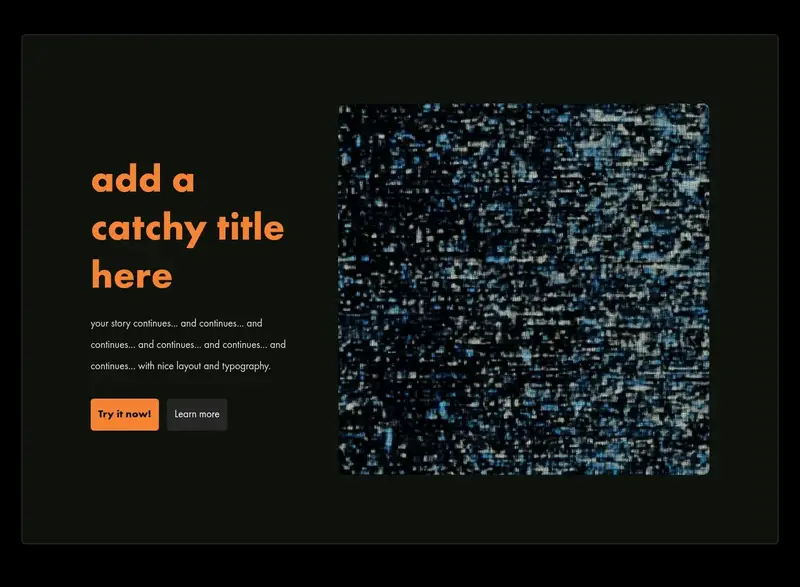 add a
catchy title
here
your story continues... and continues... and
continues... and continues... and continues... and
continues... with nice layout and typography.
Try it now!
Learn more